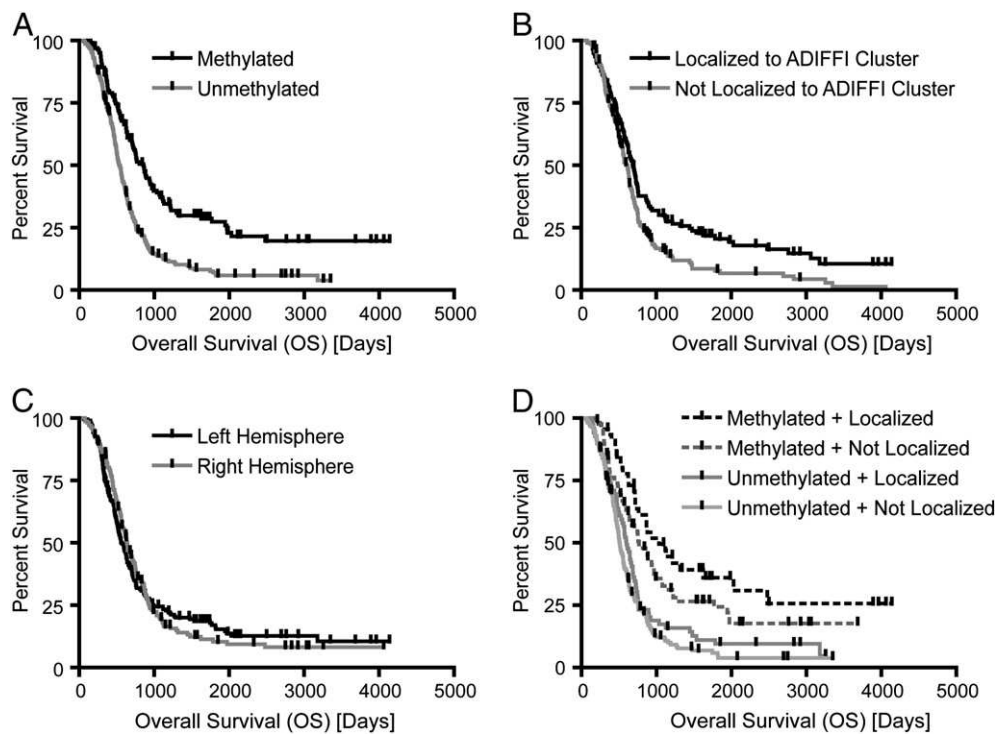 A
Percent Survival
100
75
50
25
0
0
1000
2000
3000
4000
5000
Overall Survival (OS) [Days]
Methylated
Unmethylated
B
Percent Survival
100
75
50
25
0
0
1000
2000
3000
4000
5000
Overall Survival (OS) [Days]
Localized to ADIFFI Cluster
Not Localized to ADIFFI Cluster
C
Percent Survival
100
75
50
25
0
0
1000
2000
3000
4000
5000
Overall Survival (OS) [Days]
Left Hemisphere
Right Hemisphere
D
Percent Survival
100
75
50
25
0
0
1000
2000
3000
4000
5000
Overall Survival (OS) [Days]
Methylated + Localized
Methylated + Not Localized
Unmethylated + Localized
Unmethylated + Not Localized